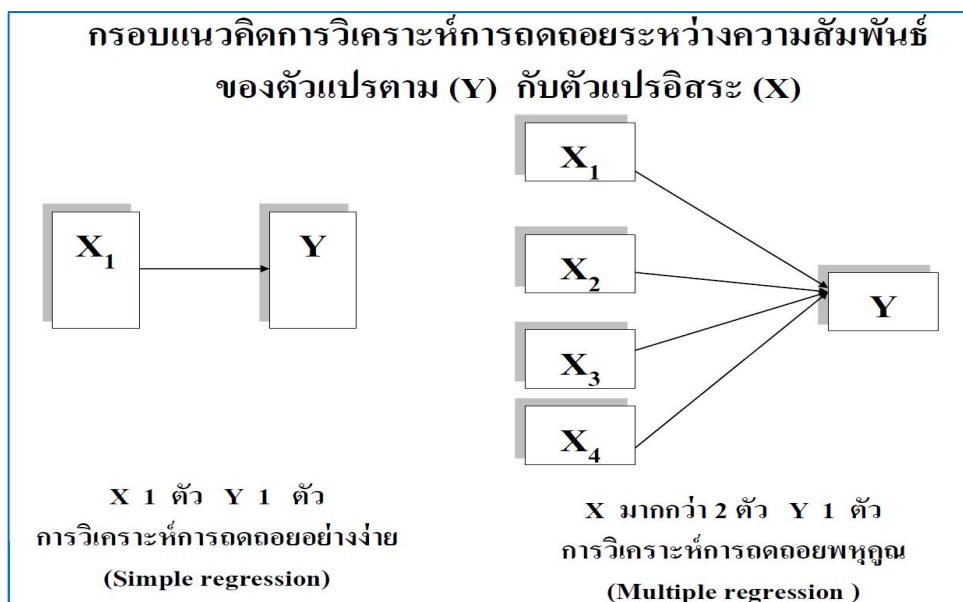 กรอบแนวคิดการวิเคราะห์การถดถอยระหว่างความสัมพันธ์
ของตัวแปรตาม (Y) กับตัวแปรอิสระ (X)
X1
Y
X1
X2
X3
X4
Y
X 1 ตัว Y 1 ตัว
การวิเคราะห์การถดถอยอย่างง่าย
(Simple regression)
X มากกว่า 2 ตัว Y 1 ตัว
การวิเคราะห์การถดถอยพหุคูณ
(Multiple regression )